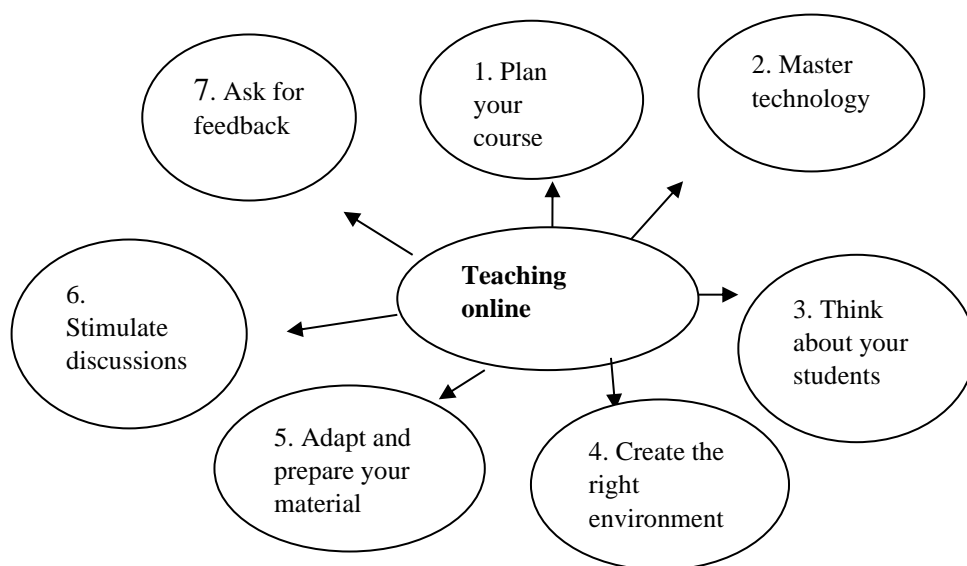 1. Plan
your
course
2. Master
technology
3. Think
about your
students
4. Create the
right
environment
5. Adapt and
prepare your
material
6.
Stimulate
discussions
7. Ask for
feedback
Teaching
online